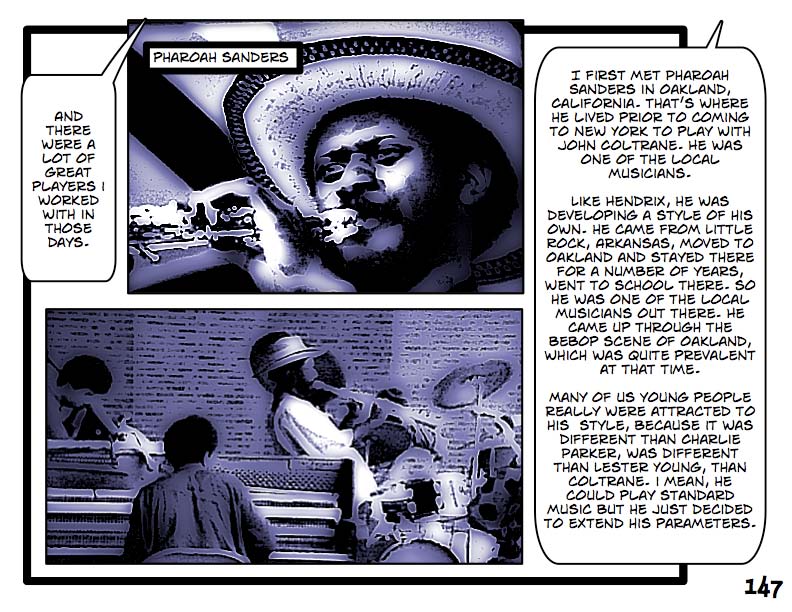 AND
THERE
WERE A
LOT OF
GREAT
PLAYERS I
WORKED
WITH IN
THOSE
DAYS.
PHAROAH SANDERS
I FIRST MET PHAROAH
SANDERS IN OAKLAND,
CALIFORNIA. THAT'S WHERE
HE LIVED PRIOR TO COMING
TO NEW YORK TO PLAY WITH
JOHN COLTRANE. HE WAS
ONE OF THE LOCAL
MUSICIANS.
LIKE HENDRIX, HE WAS
DEVELOPING A STYLE OF HIS
OWN. HE CAME FROM LITTLE
ROCK, ARKANSAS, MOVED TO
OAKLAND AND STAYED THERE
FOR A NUMBER OF YEARS,
WENT TO SCHOOL THERE. SO
HE WAS ONE OF THE LOCAL
MUSICIANS OUT THERE. HE
CAME UP THROUGH THE
BEBOP SCENE OF OAKLAND,
WHICH WAS QUITE PREVALENT
AT THAT TIME.
MANY OF US YOUNG PEOPLE
REALLY WERE ATTRACTED TO
HIS STYLE, BECAUSE IT WAS
DIFFERENT THAN CHARLIE
PARKER, WAS DIFFERENT
THAN LESTER YOUNG, THAN
COLTRANE. I MEAN, HE
COULD PLAY STANDARD
MUSIC BUT HE JUST DECIDED
TO EXTEND HIS PARAMETERS.
147